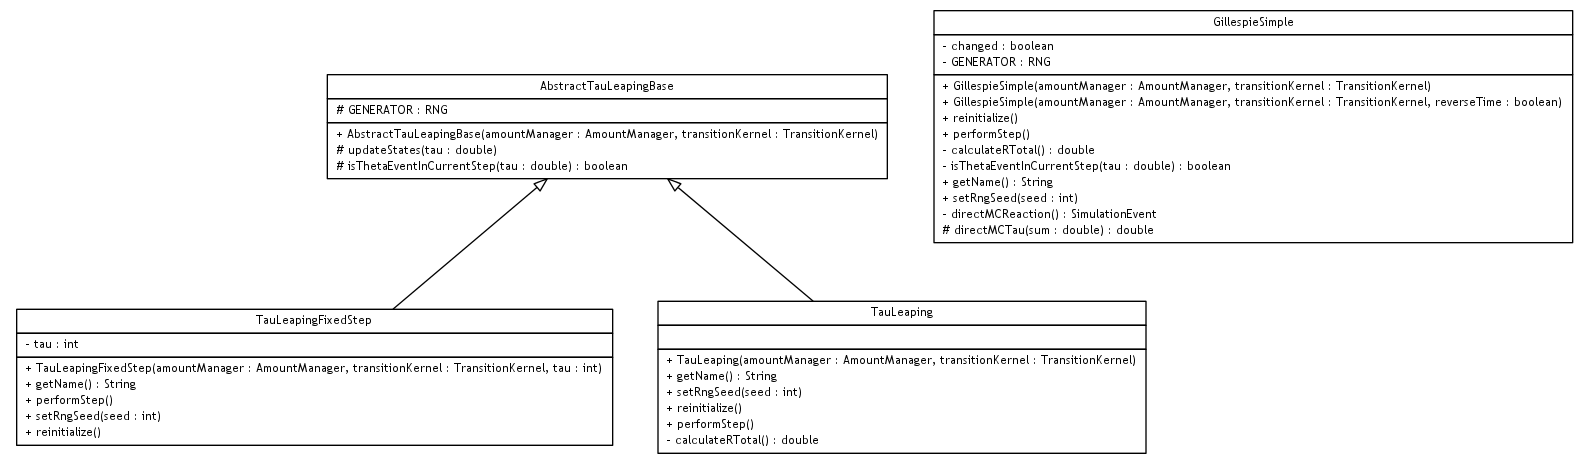 GillespieSimple
- changed : boolean
- GENERATOR : RNG
+ GillespieSimple(amountManager : AmountManager, transitionKernel : TransitionKernel)
+ GillespieSimple(amountManager : AmountManager, transitionKernel : TransitionKernel, reverseTime : boolean)
+ reinitialize()
+ performStep()
- calculateRTotal() : double
- isThetaEventInCurrentStep(tau : double) : boolean
+ getName() : String
+ setRngSeed(seed : int)
- directMCReaction() : SimulationEvent
# directMCTau(sum : double) : double
AbstractTauLeapingBase
# GENERATOR : RNG
+ AbstractTauLeapingBase(amountManager : AmountManager, transitionKernel : TransitionKernel)
# updateStates(tau : double)
# isThetaEventInCurrentStep(tau : double) : boolean
TauLeapingFixedStep
- tau : int
+ TauLeapingFixedStep(amountManager : AmountManager, transitionKernel : TransitionKernel, tau : int)
+ getName() : String
+ performStep()
+ setRngSeed(seed : int)
+ reinitialize()
TauLeaping
+ TauLeaping(amountManager : AmountManager, transitionKernel : TransitionKernel)
+ getName() : String
+ setRngSeed(seed : int)
+ reinitialize()
+ performStep()
- calculateRTotal() : double